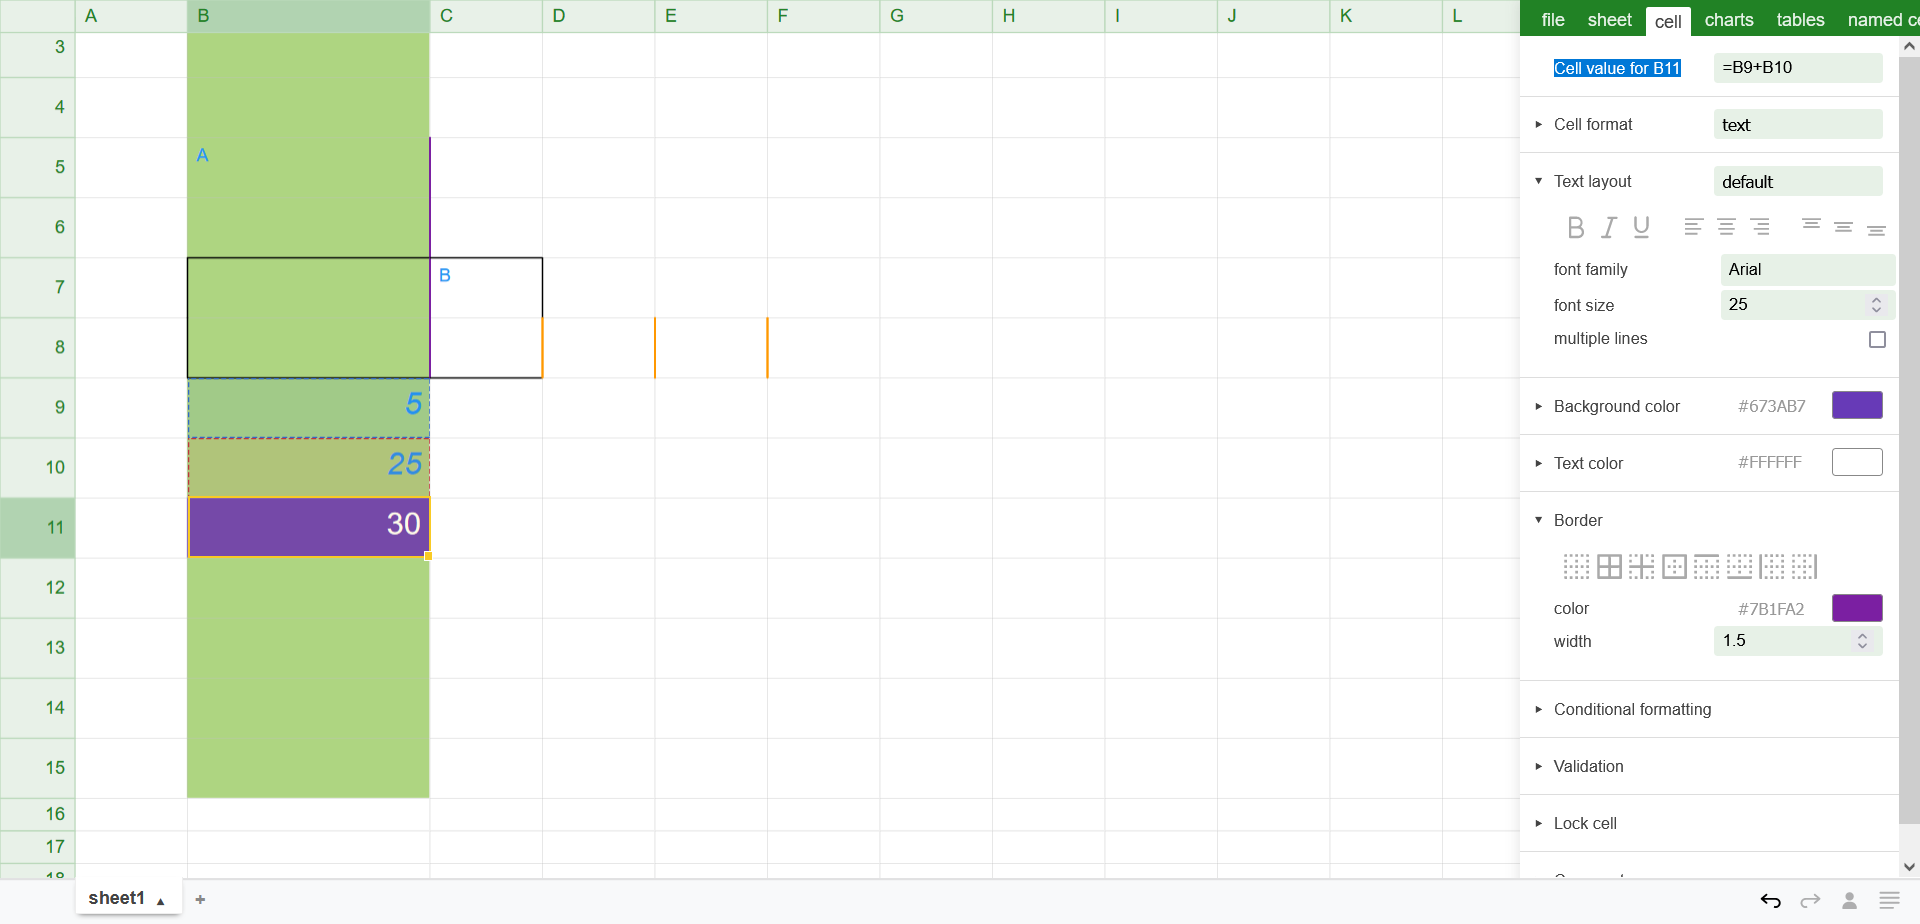 A B C D E F G H I J K L
file sheet cell charts tables named ce
3
4
5 A
6
7 B
8
9 5
10 25
11 30
12
13
14
15
16
17
18
Cell value for B11 =B9+B10
Cell format text
Text layout default
B I U
font family Arial
font size 25
multiple lines
Background color #673AB7
Text color #FFFFFF
Border
color #7B1FA2
width 1.5
Conditional formatting
Validation
Lock cell
sheet1 ▲ +